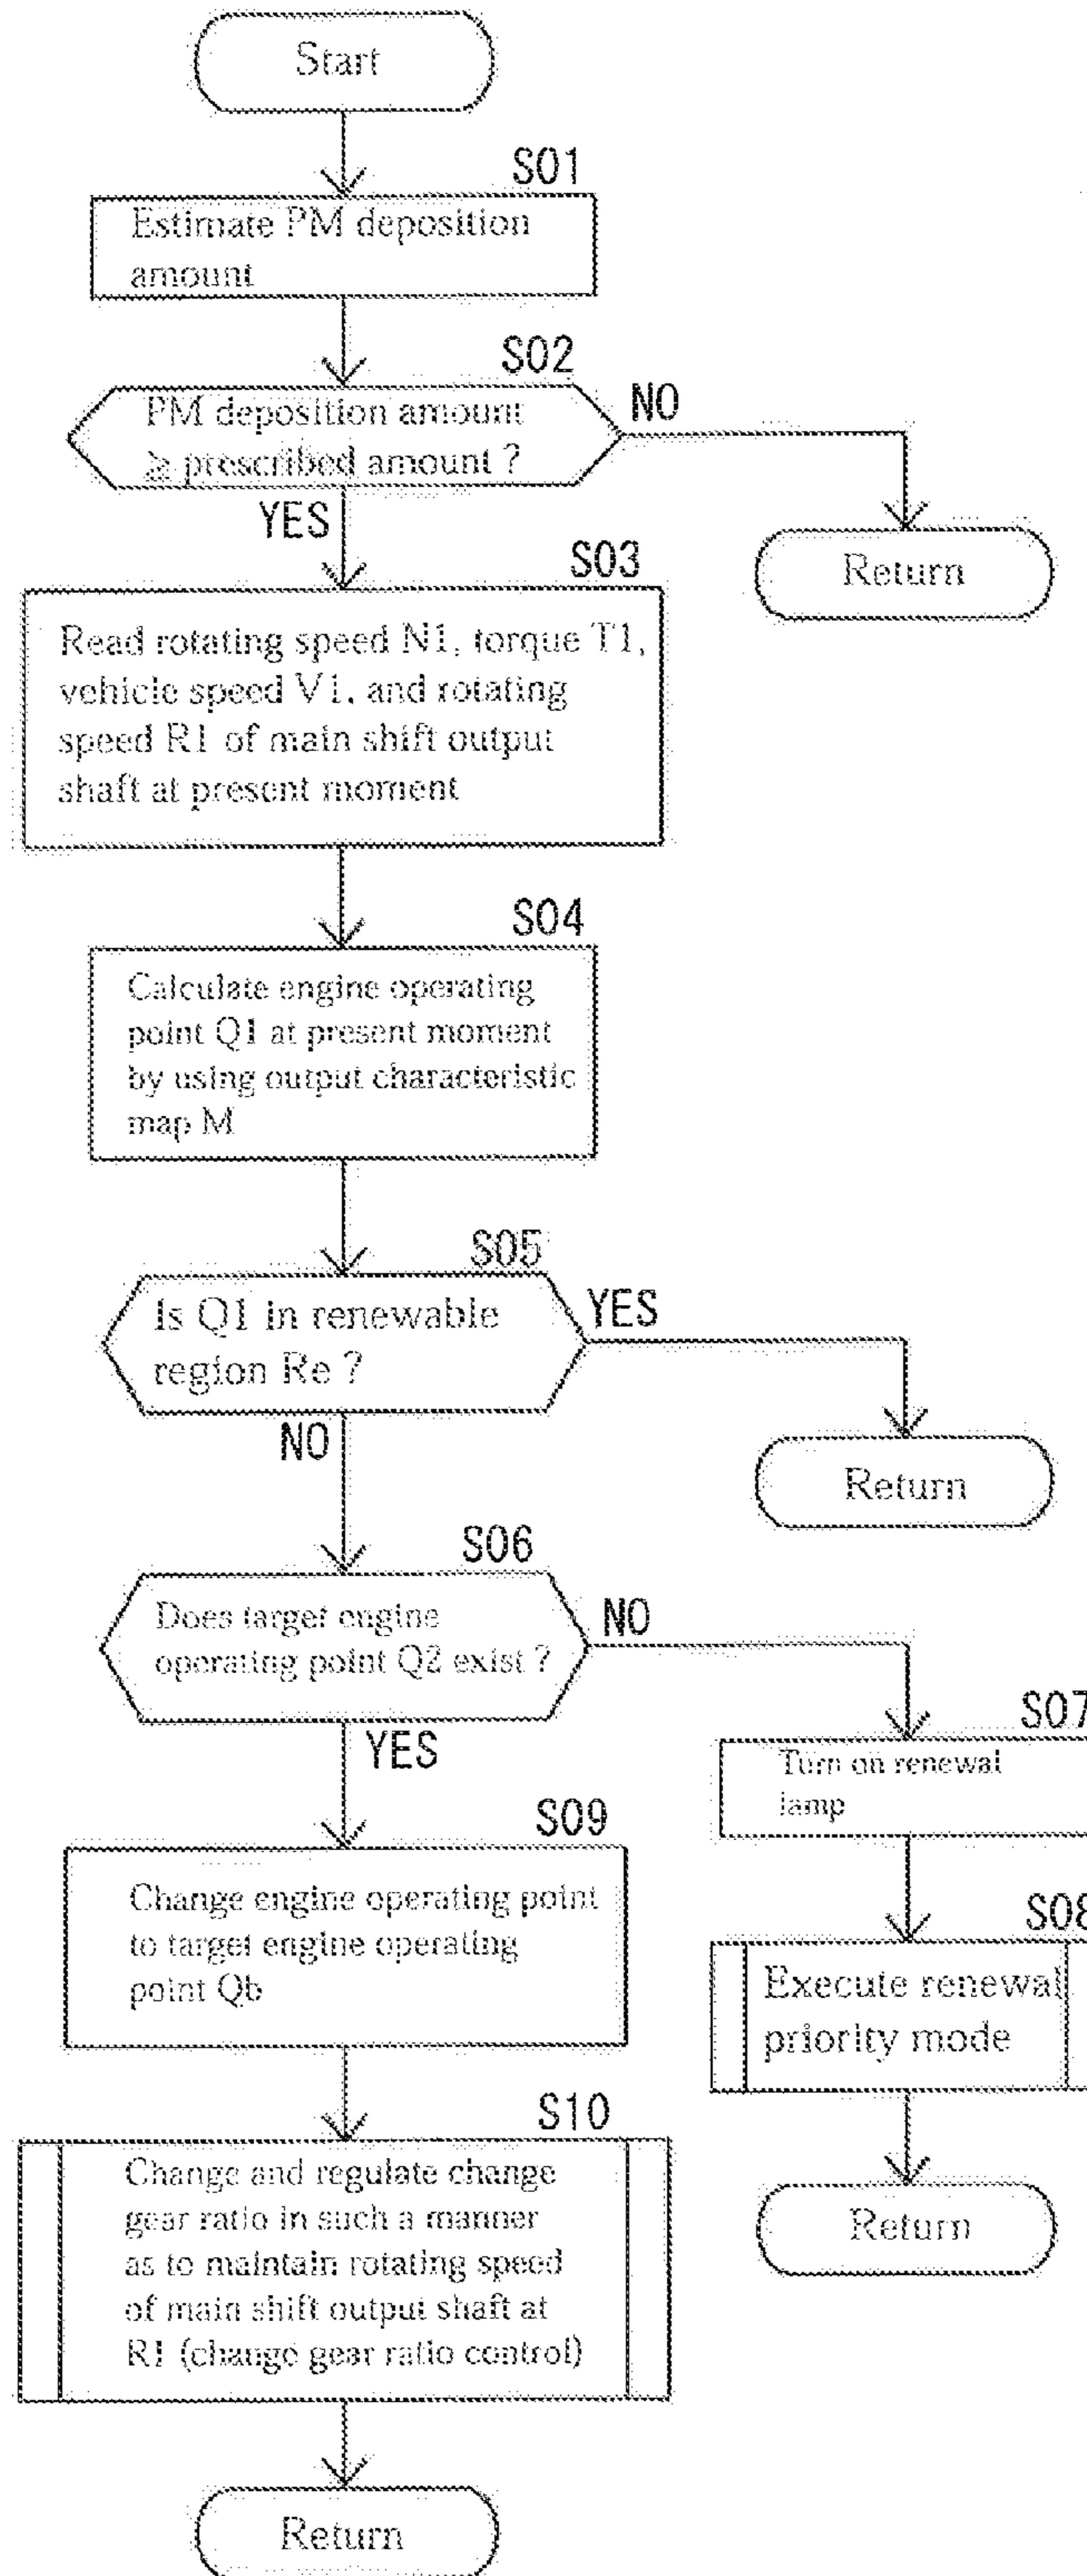 Start
S01
Estimate PM deposition
amount
S02
PM deposition amount
≧ prescribed amount ?
NO
YES
Return
S03
Read rotating speed N1, torque T1,
vehicle speed V1, and rotating
speed R1 of main shift output
shaft at present moment
S04
Calculate engine operating
point Q1 at present moment
by using output characteristic
map M
S05
Is Q1 in renewable
region Re ?
YES
NO
Return
S06
Does target engine
operating point Q2 exist ?
NO
YES
S07
Turn on renewal
lamp
S08
Execute renewal
priority mode
Return
S09
Change engine operating point
to target engine operating
point Qb
S10
Change and regulate change
gear ratio in such a manner
as to maintain rotating speed
of main shift output shaft at
R1 (change gear ratio control)
Return